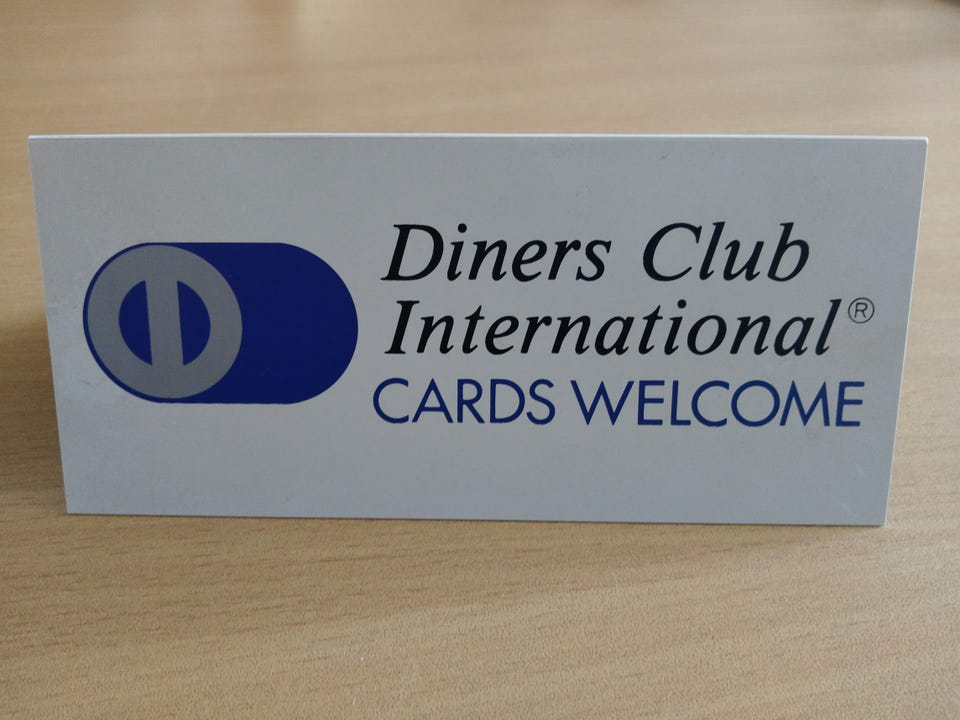 Diners Club
International®
CARDS WELCOME